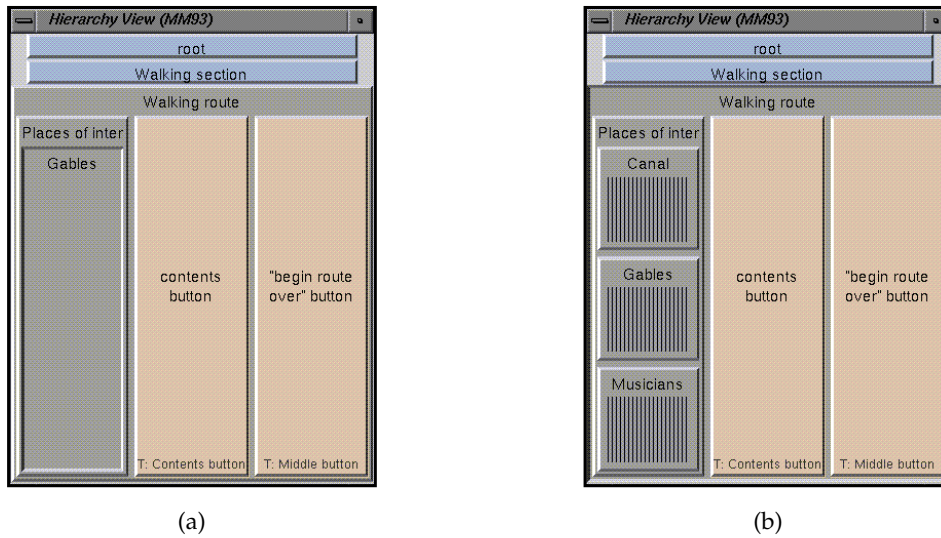 Hierarchy View (MM93)
root
Walking section
Walking route
Places of inter
Gables
contents
button
"begin route
over" button
T: Contents button
T: Middle button
(a)
Hierarchy View (MM93)
root
Walking section
Walking route
Places of inter
Canal
Gables
Musicians
contents
button
"begin route
over" button
T: Contents button
T: Middle button
(b)